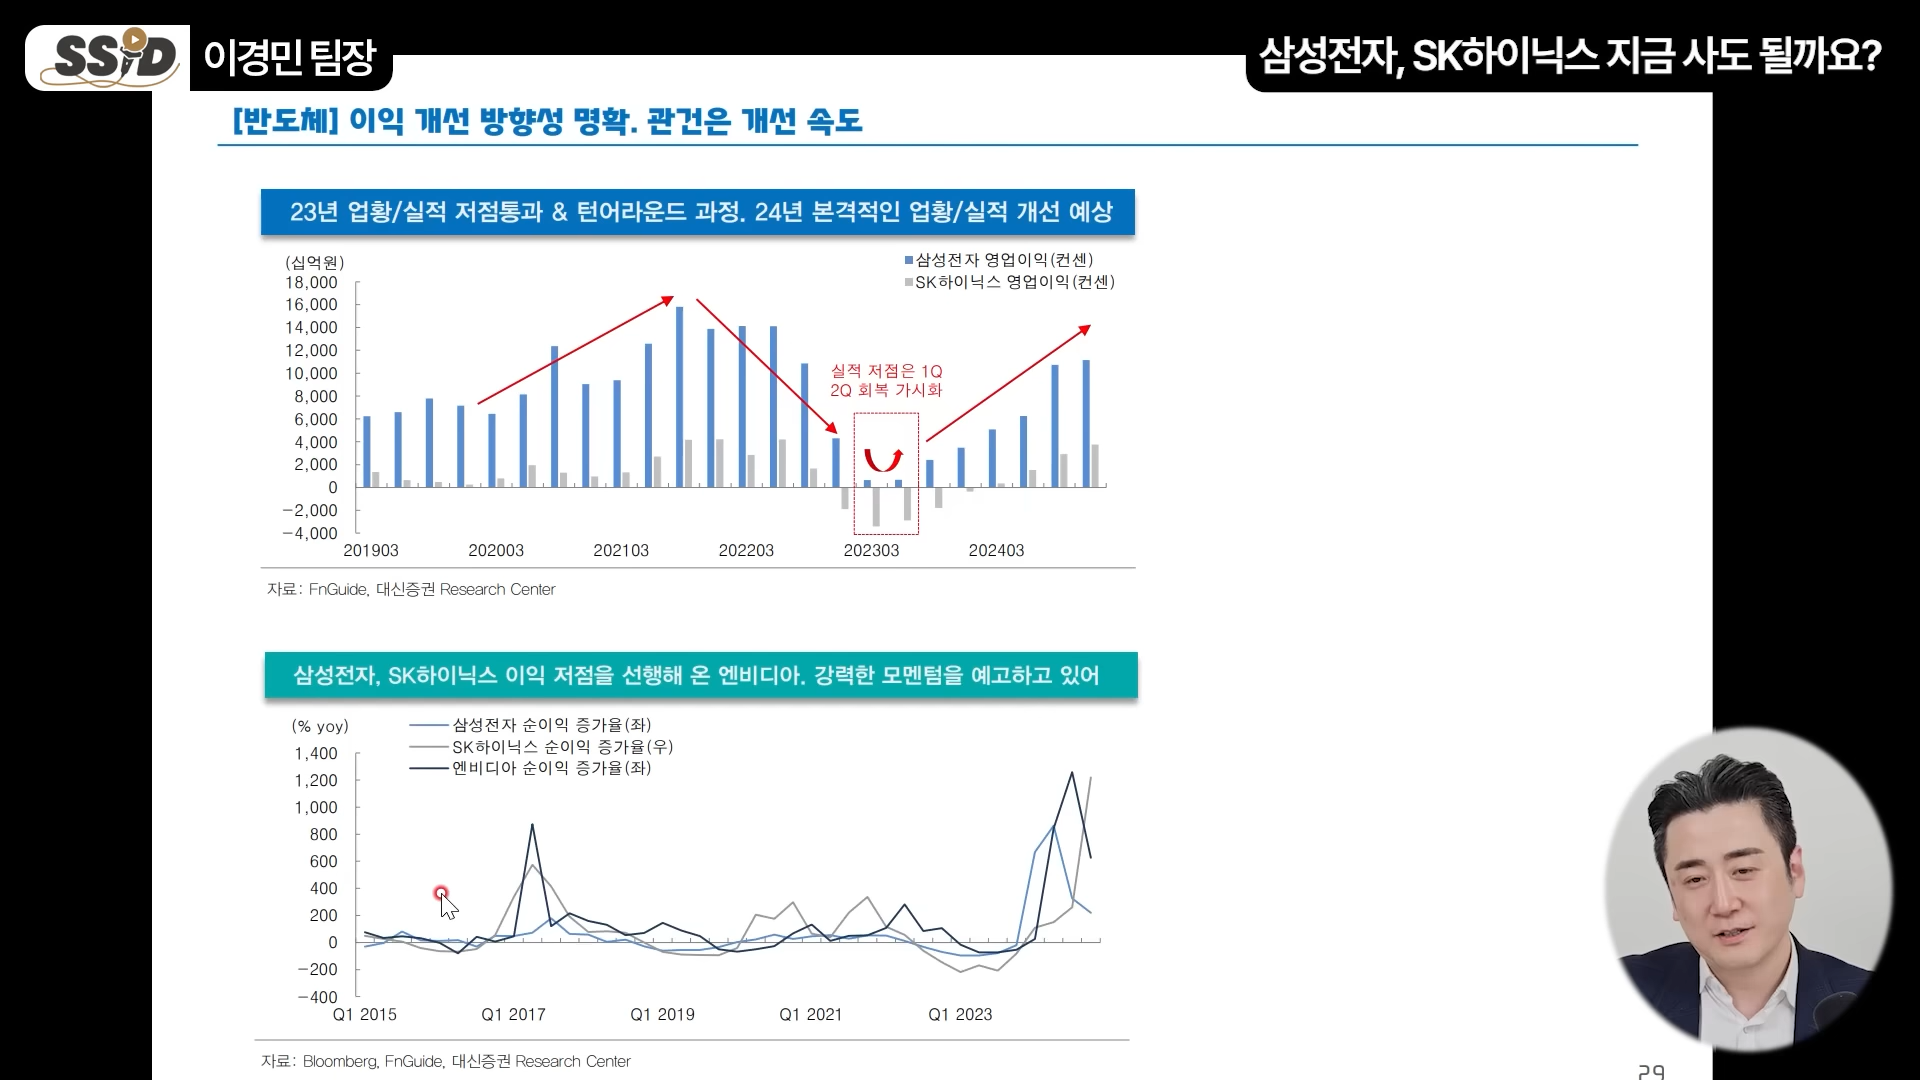 SSiD 이경민 팀장
삼성전자, SK하이닉스 지금 사도 될까요?
[반도체] 이익 개선 방향성 명확. 관건은 개선 속도
23년 업황/실적 저점통과 & 턴어라운드 과정. 24년 본격적인 업황/실적 개선 예상
(십억원)
삼성전자 영업이익(컨센)
SK하이닉스 영업이익(컨센)
18,000
16,000
14,000
12,000
10,000
8,000
6,000
4,000
2,000
0
−2,000
−4,000
실적 저점은 1Q
2Q 회복 가시화
201903 202003 202103 202203 202303 202403
자료: FnGuide, 대신증권 Research Center
삼성전자, SK하이닉스 이익 저점을 선행해 온 엔비디아. 강력한 모멘텀을 예고하고 있어
(% yoy)
삼성전자 순이익 증가율(좌)
SK하이닉스 순이익 증가율(우)
엔비디아 순이익 증가율(좌)
1,400
1,200
1,000
800
600
400
200
0
−200
−400
Q1 2015 Q1 2017 Q1 2019 Q1 2021 Q1 2023
자료: Bloomberg, FnGuide, 대신증권 Research Center
29